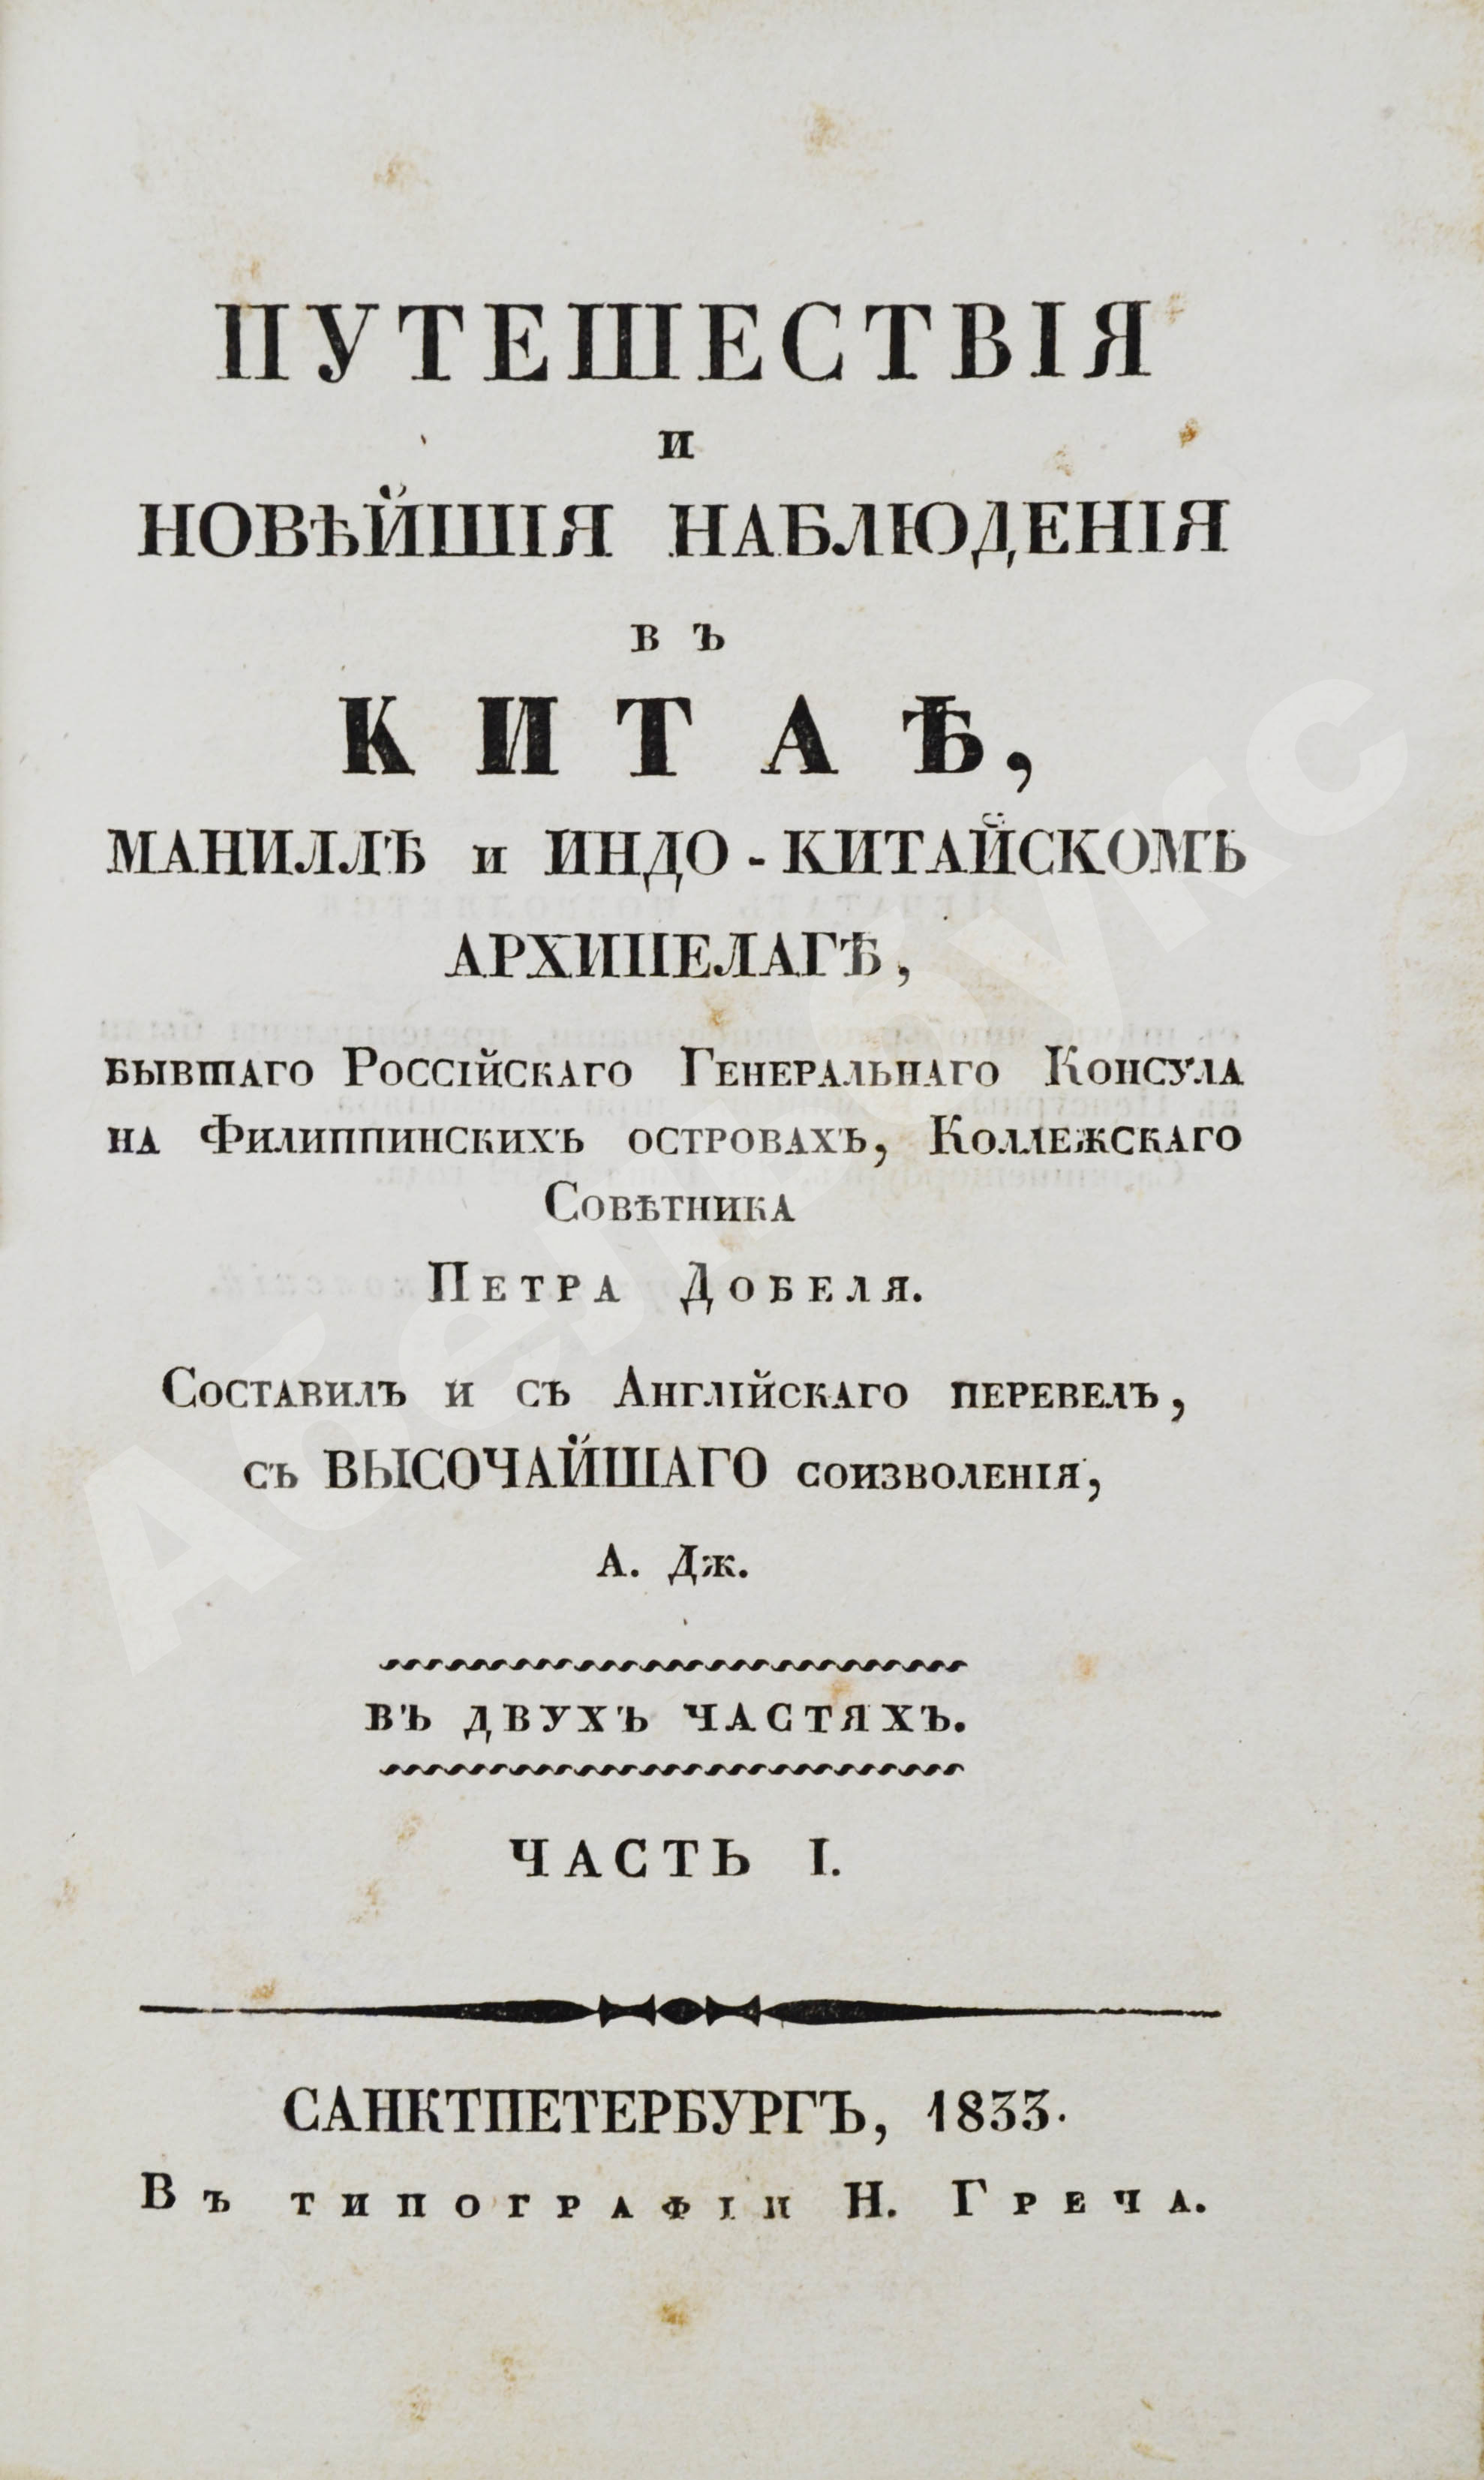 ПУТЕШЕСТВІЯ
и
НОВѢЙШІЯ НАБЛЮДЕНІЯ
въ
КИТАѢ,
МАНИЛЛѢ и ИНДО-КИТАЙСКОМЪ
АРХИПЕЛАГѢ,
бывшаго Россійскаго Генеральнаго Консула
на Филиппинскихъ островахъ, Коллежскаго
Совѣтника
Петра Добеля.
Составилъ и съ Англійскаго перевелъ,
съ ВЫСОЧАЙШАГО соизволенія,
А. Дж.
въ двухъ частяхъ.
ЧАСТЬ I.
САНКТПЕТЕРБУРГЪ, 1833.
Въ типографіи Н. Греча.
Абельбукс